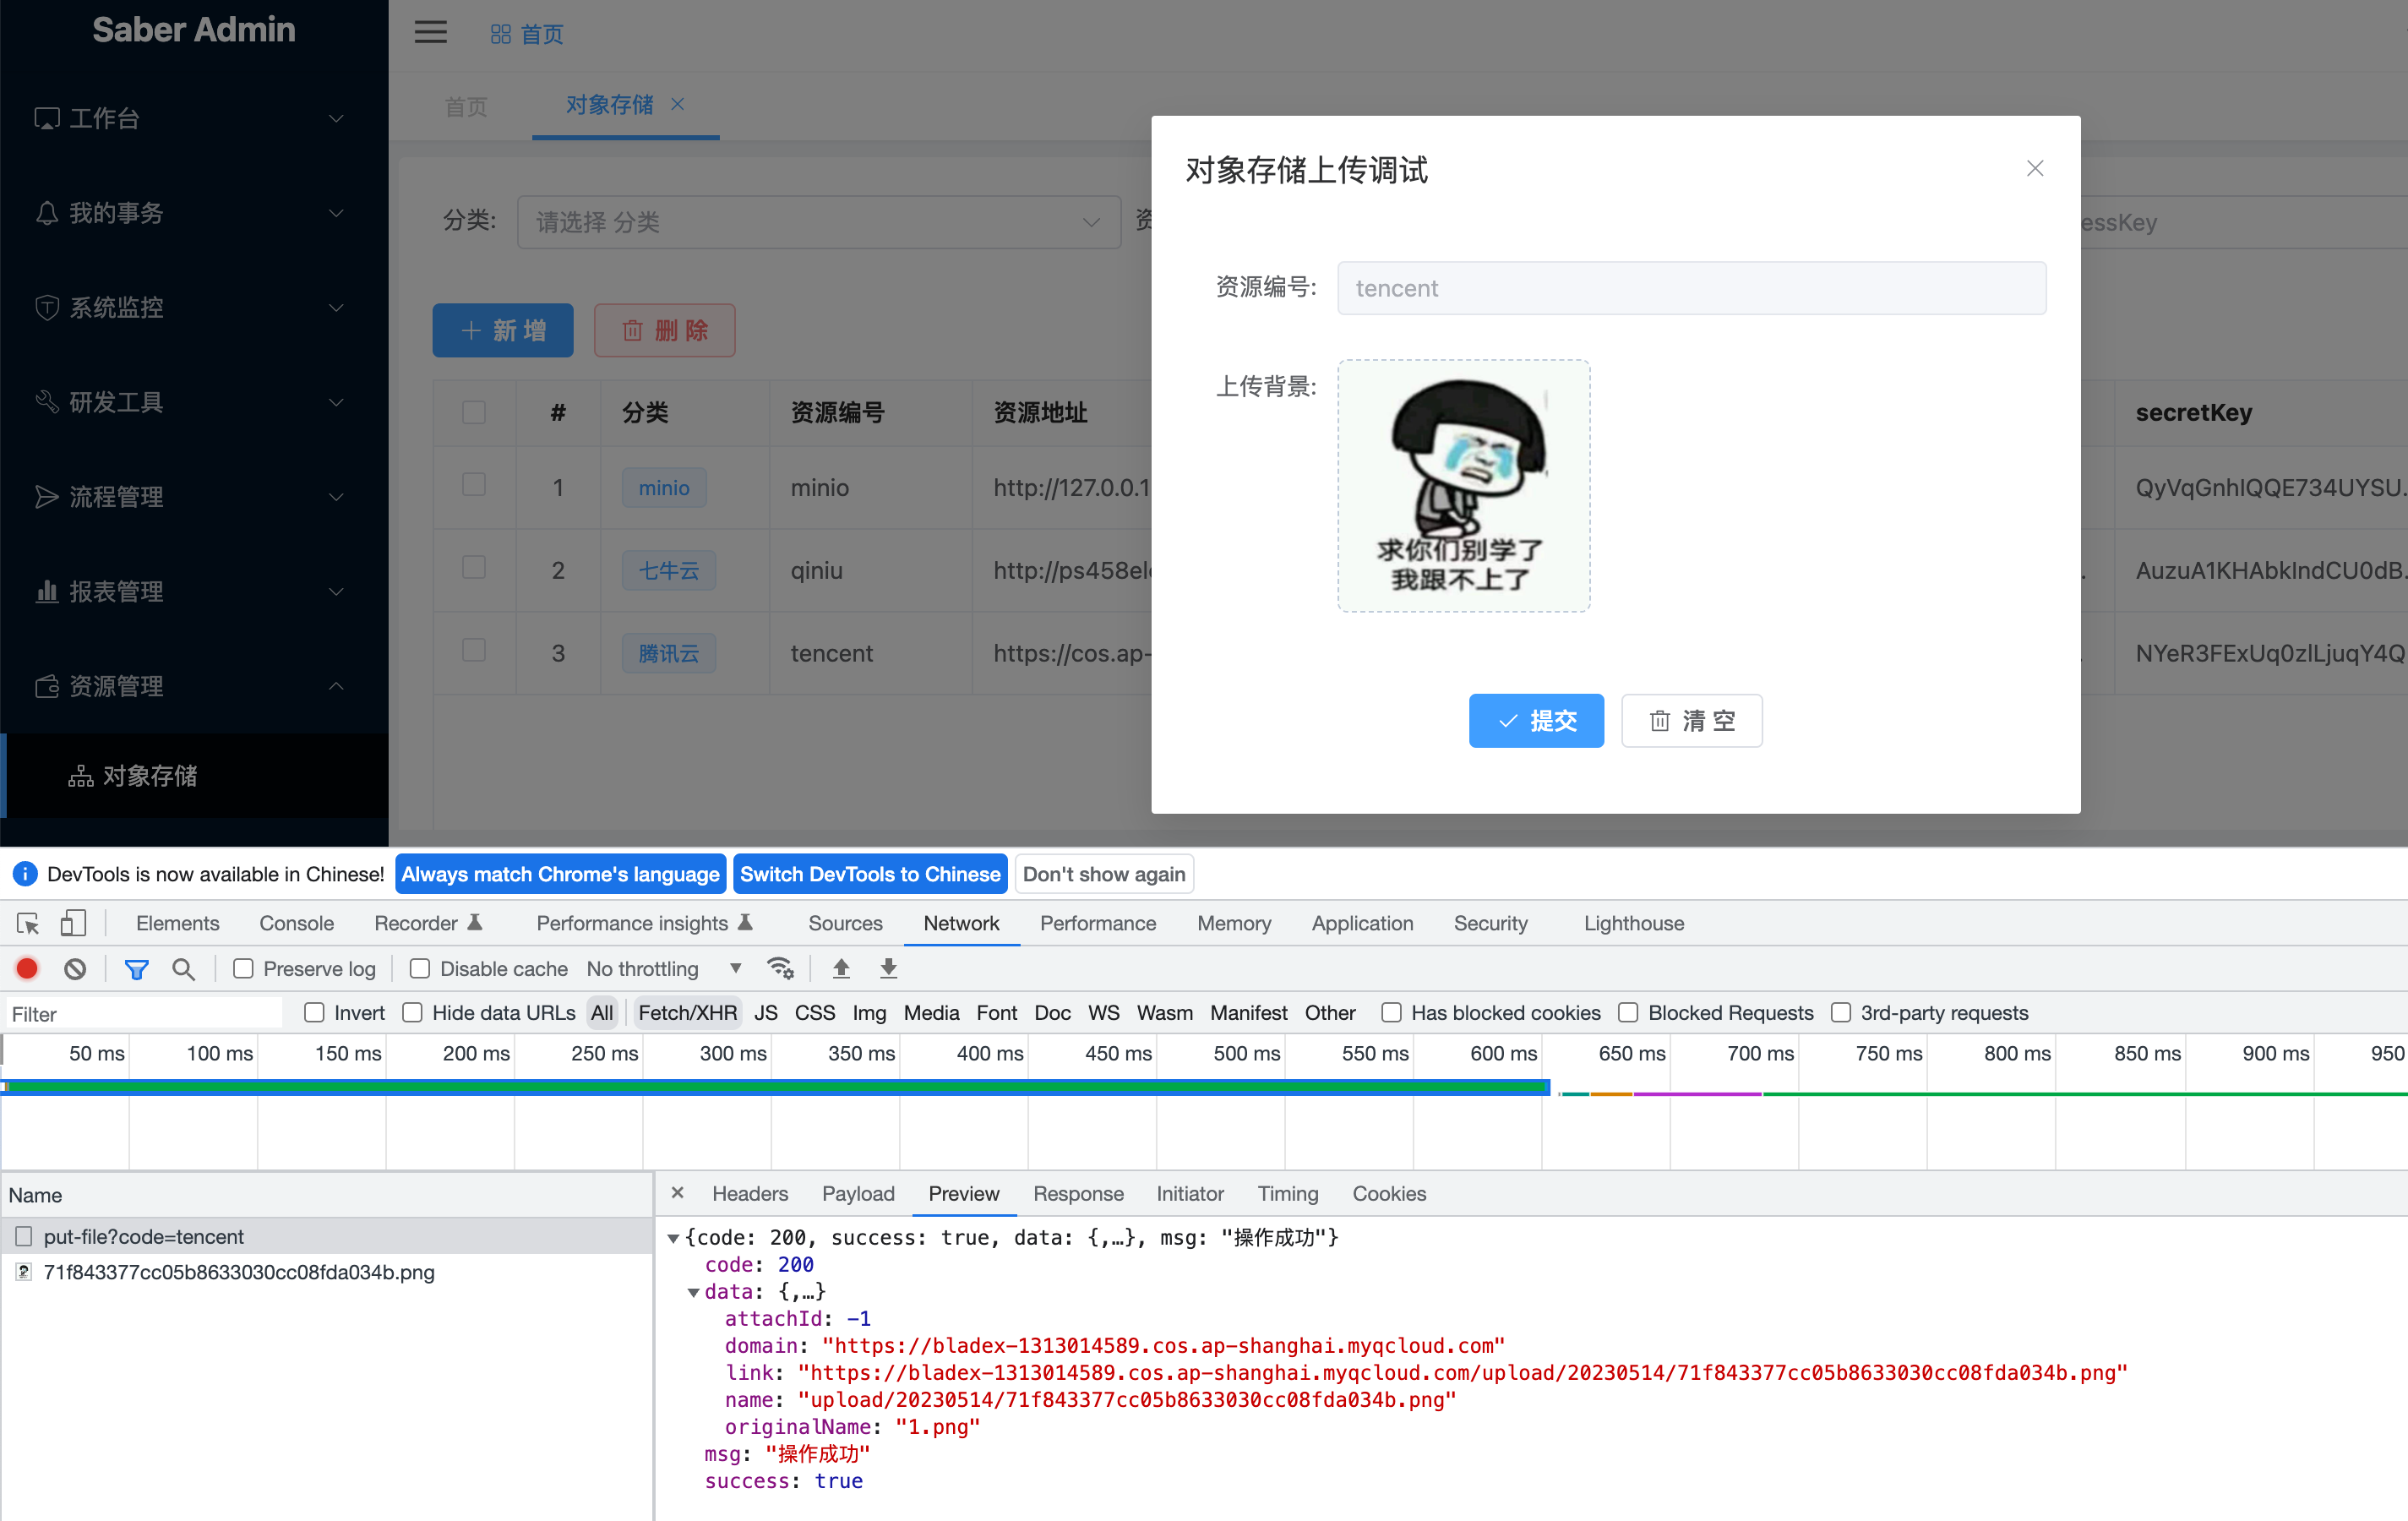 Saber Admin
首页
工作台
我的事务
系统监控
研发工具
流程管理
报表管理
资源管理
对象存储
首页
对象存储
分类:
请选择 分类
资
essKey
新 增
删 除
#
分类
资源编号
资源地址
secretKey
1
minio
minio
http://127.0.0.1
QyVqGnhIQQE734UYSU.
2
七牛云
qiniu
http://ps458ele
AuzuA1KHAbkIndCU0dB.
3
腾讯云
tencent
https://cos.ap-
NYeR3FExUq0zlLjuqY4Q
对象存储上传调试
资源编号:
tencent
上传背景:
求你们别学了
我跟不上了
提交
清 空
DevTools is now available in Chinese!
Always match Chrome's language
Switch DevTools to Chinese
Don't show again
Elements
Console
Recorder
Performance insights
Sources
Network
Performance
Memory
Application
Security
Lighthouse
Preserve log
Disable cache
No throttling
Filter
Invert
Hide data URLs
All
Fetch/XHR
JS
CSS
Img
Media
Font
Doc
WS
Wasm
Manifest
Other
Has blocked cookies
Blocked Requests
3rd-party requests
50 ms
100 ms
150 ms
200 ms
250 ms
300 ms
350 ms
400 ms
450 ms
500 ms
550 ms
600 ms
650 ms
700 ms
750 ms
800 ms
850 ms
900 ms
950
Name
put-file?code=tencent
71f843377cc05b8633030cc08fda034b.png
Headers
Payload
Preview
Response
Initiator
Timing
Cookies
{code: 200, success: true, data: {,…}, msg: "操作成功"}
code: 200
data: {,…}
attachId: -1
domain: "https://bladex-1313014589.cos.ap-shanghai.myqcloud.com"
link: "https://bladex-1313014589.cos.ap-shanghai.myqcloud.com/upload/20230514/71f843377cc05b8633030cc08fda034b.png"
name: "upload/20230514/71f843377cc05b8633030cc08fda034b.png"
originalName: "1.png"
msg: "操作成功"
success: true